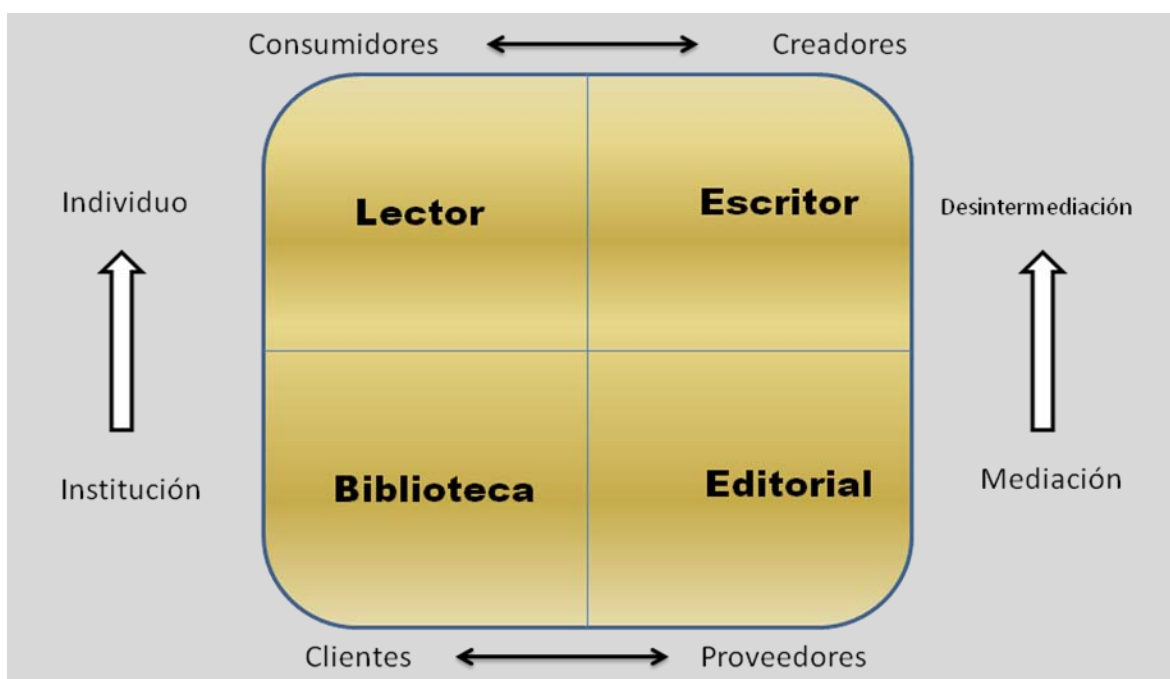 Consumidores Creadores
Individuo Lector Escritor Desintermediación
Institución Biblioteca Editorial Mediación
Clientes Proveedores